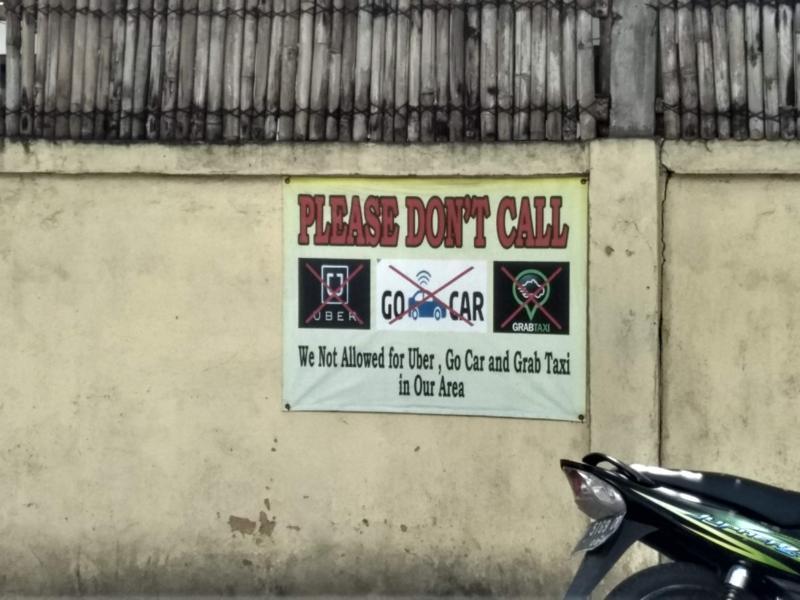 PLEASE DON'T CALL
UBER
GO CAR
GRABTAXI
We Not Allowed for Uber , Go Car and Grab Taxi
in Our Area